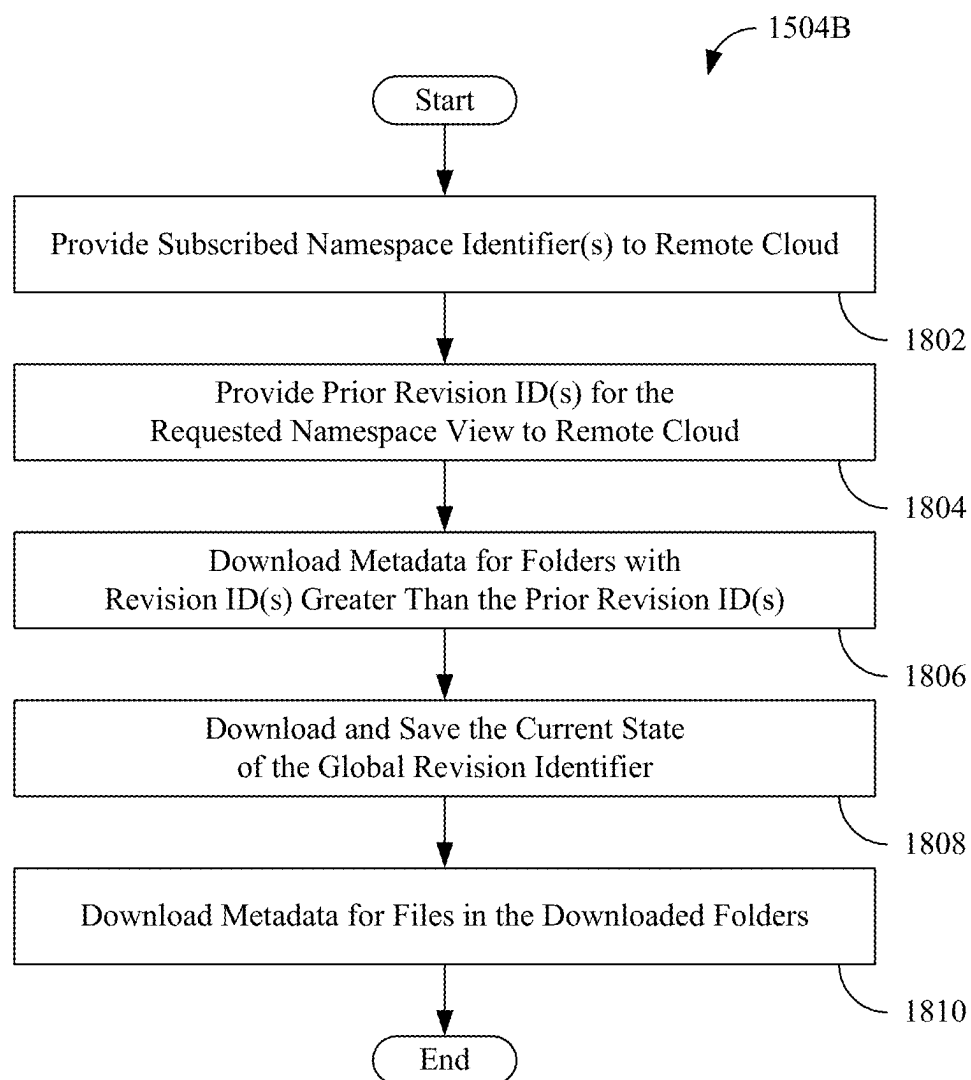 1504B
Start
Provide Subscribed Namespace Identifier(s) to Remote Cloud
1802
Provide Prior Revision ID(s) for the
Requested Namespace View to Remote Cloud
1804
Download Metadata for Folders with
Revision ID(s) Greater Than the Prior Revision ID(s)
1806
Download and Save the Current State
of the Global Revision Identifier
1808
Download Metadata for Files in the Downloaded Folders
1810
End